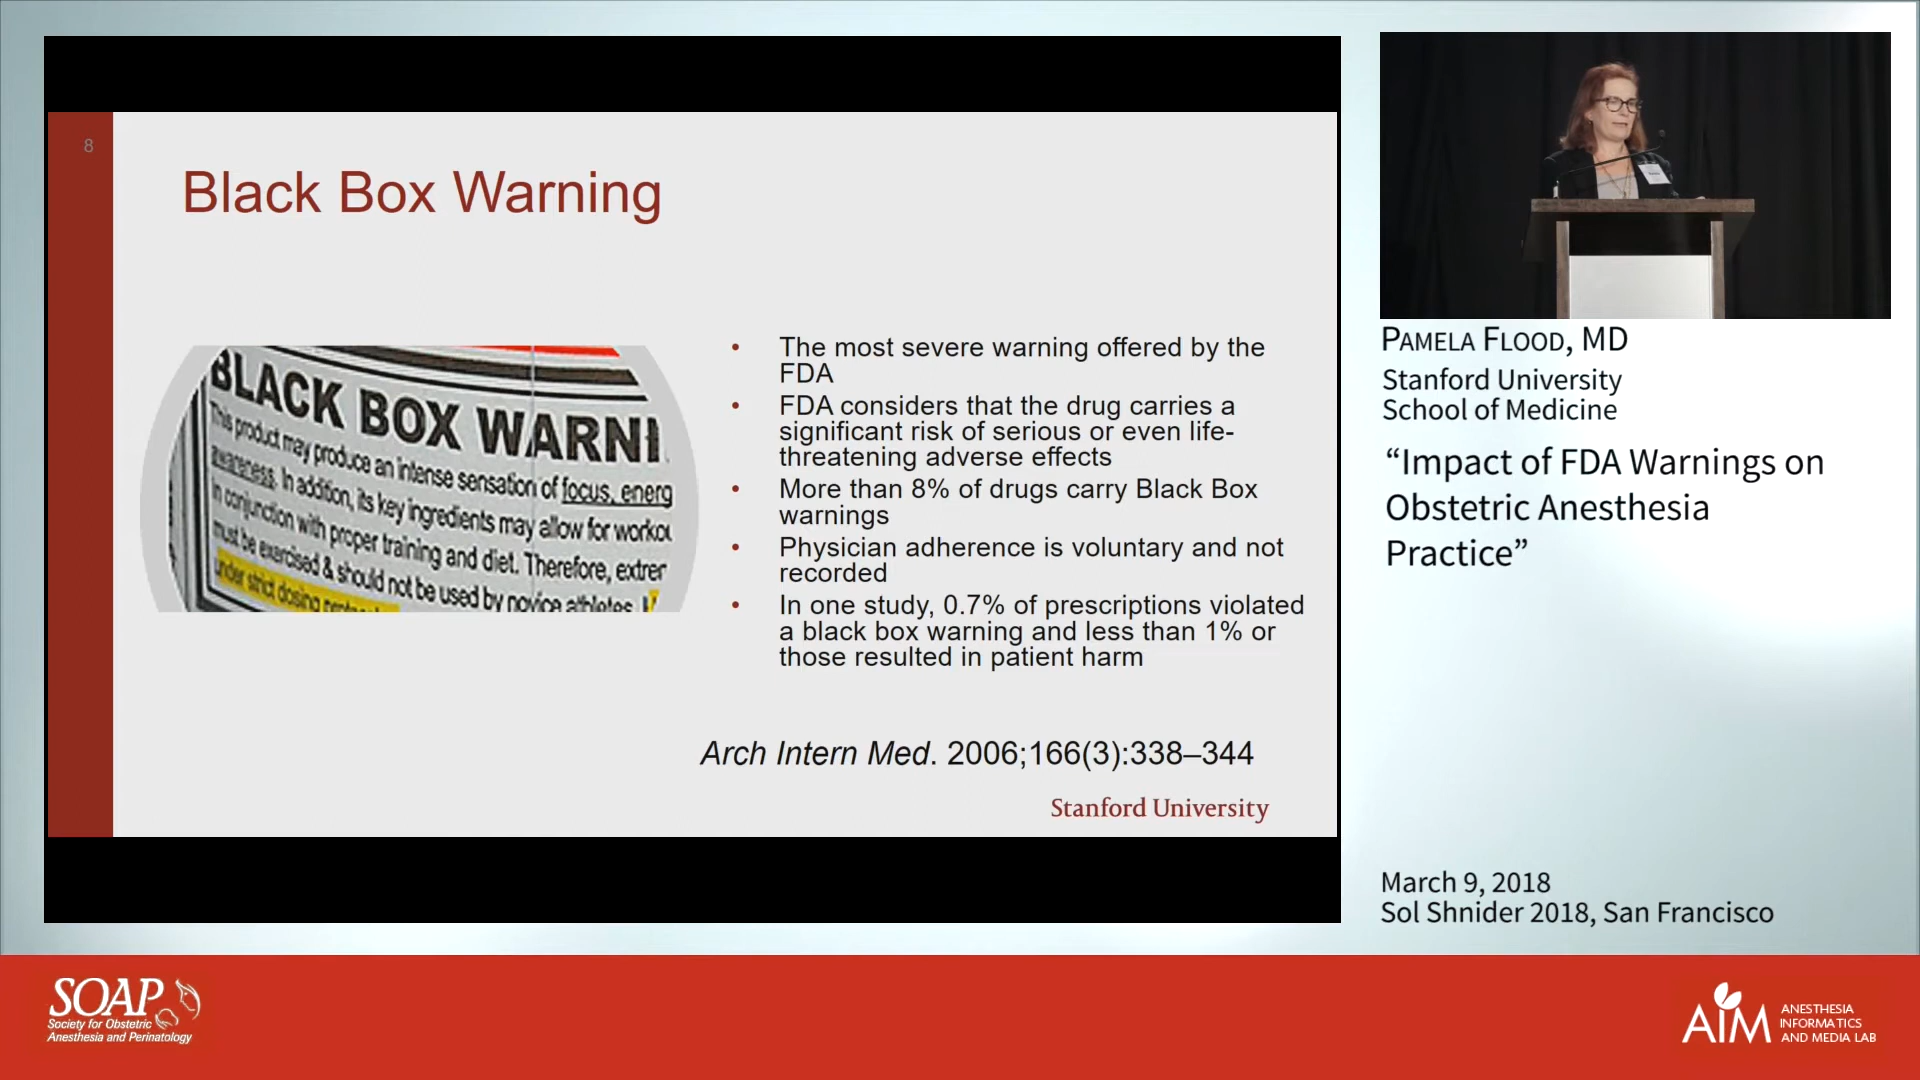 8
Black Box Warning
BLACK BOX WARNI
This product may produce an intense sensation of focus, energ
awareness. In addition, its key ingredients may allow for workou
In conjunction with proper training and diet. Therefore, extrem
must be exercised & should not be used by novice athletes.
under strict dosing
• The most severe warning offered by the
FDA
• FDA considers that the drug carries a
significant risk of serious or even life-
threatening adverse effects
• More than 8% of drugs carry Black Box
warnings
• Physician adherence is voluntary and not
recorded
• In one study, 0.7% of prescriptions violated
a black box warning and less than 1% or
those resulted in patient harm
Arch Intern Med. 2006;166(3):338–344
Stanford University
PAMELA FLOOD, MD
Stanford University
School of Medicine
“Impact of FDA Warnings on
Obstetric Anesthesia
Practice”
March 9, 2018
Sol Shnider 2018, San Francisco
SOAP
Society for Obstetric
Anesthesia and Perinatology
AIM
ANESTHESIA
INFORMATICS
AND MEDIA LAB